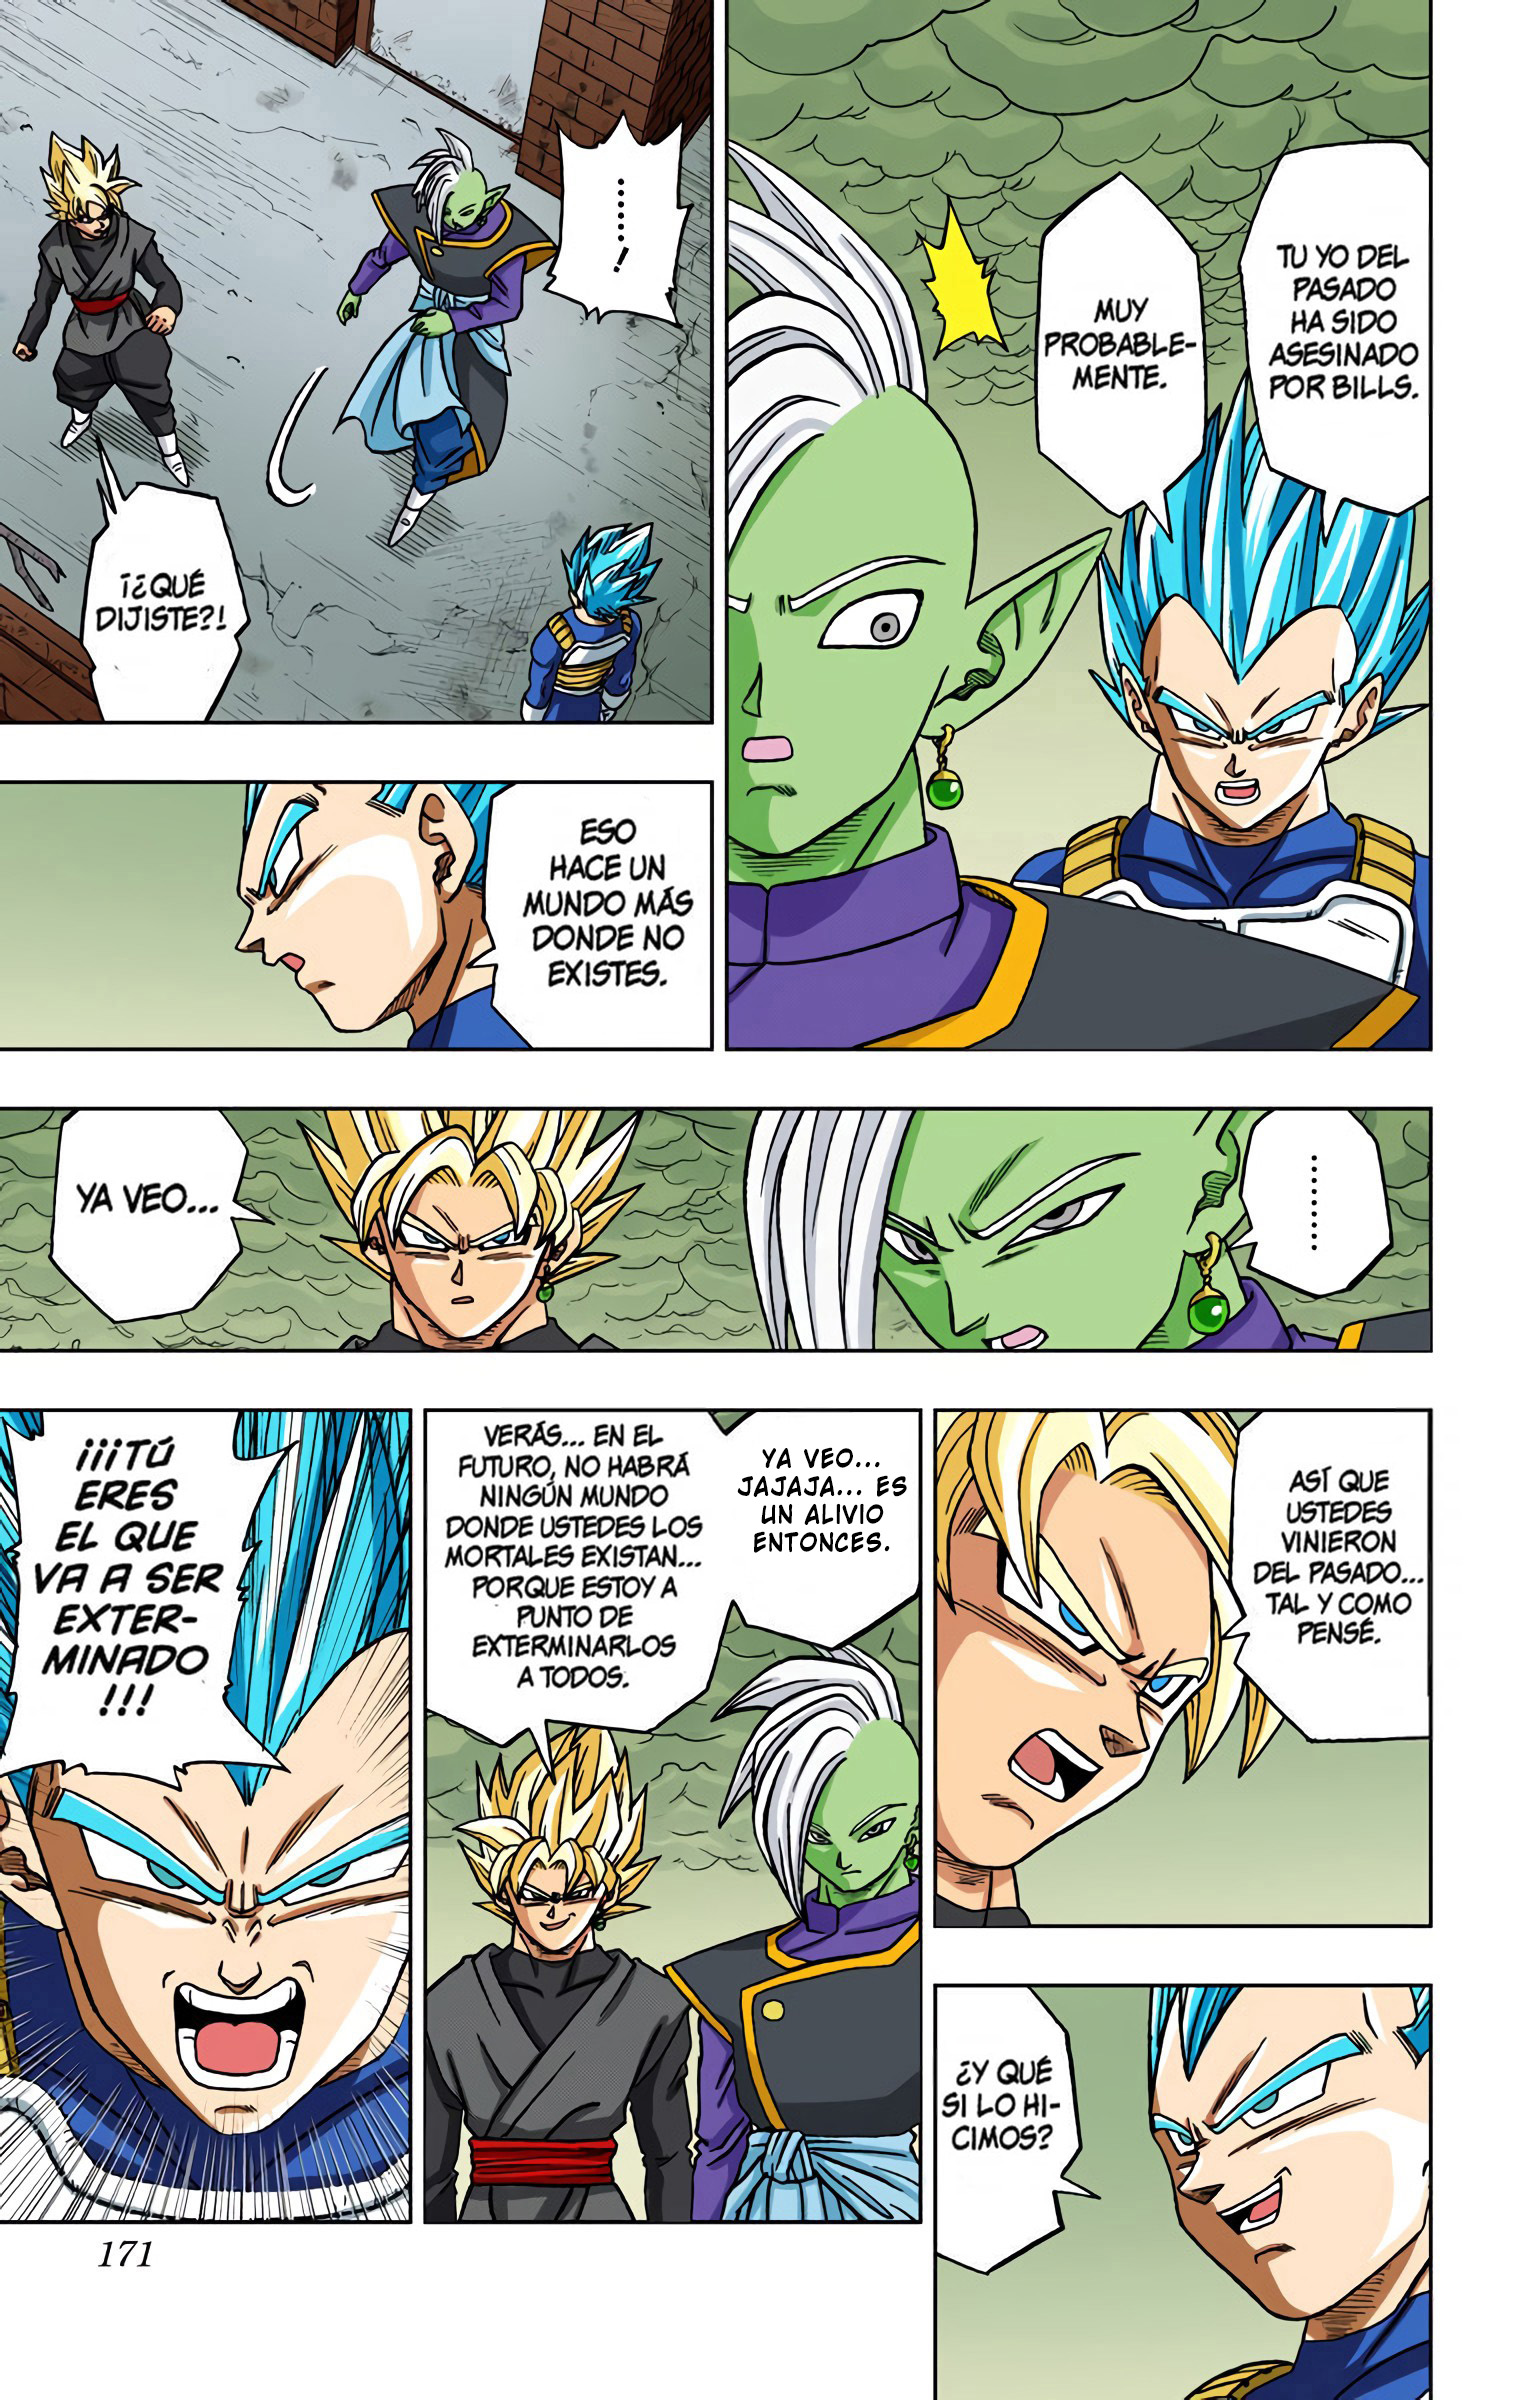 TU YO DEL
PASADO
HA SIDO
ASESINADO
POR BILLS.
MUY
PROBABLE-
MENTE.
......!
¡¿QUÉ
DIJISTE?!
ESO
HACE UN
MUNDO MÁS
DONDE NO
EXISTES.
.........
YA VEO...
ASÍ QUE
USTEDES
VINIERON
DEL PASADO...
TAL Y COMO
PENSÉ.
¿Y QUÉ
SI LO HI-
CIMOS?
YA VEO...
JAJAJA... ES
UN ALIVIO
ENTONCES.
VERÁS... EN EL
FUTURO, NO HABRÁ
NINGÚN MUNDO
DONDE USTEDES LOS
MORTALES EXISTAN...
PORQUE ESTOY A
PUNTO DE
EXTERMINARLOS
A TODOS.
¡¡¡TÚ
ERES
EL QUE
VA A SER
EXTER-
MINADO
!!!
171